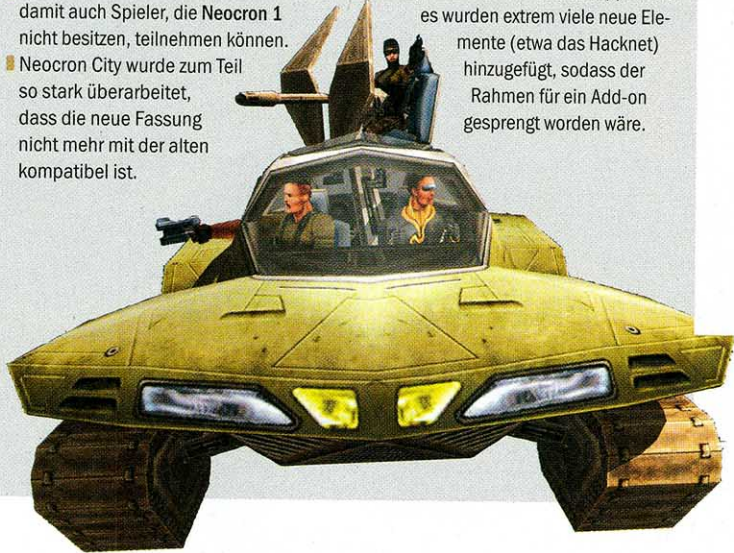 damit auch Spieler, die Neocron 1
nicht besitzen, teilnehmen können.
Neocron City wurde zum Teil
so stark überarbeitet,
dass die neue Fassung
nicht mehr mit der alten
kompatibel ist.
es wurden extrem viele neue Ele-
mente (etwa das Hacknet)
hinzugefügt, sodass der
Rahmen für ein Add-on
gesprengt worden wäre.